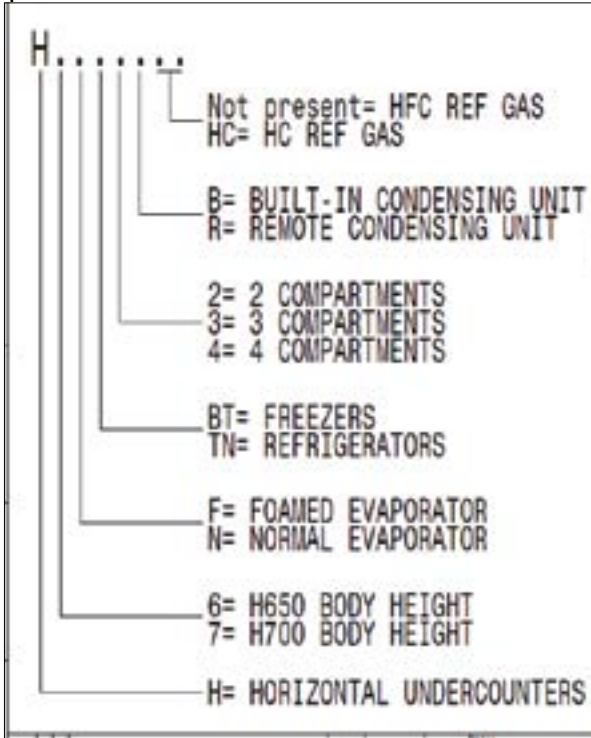 H.......
Not present= HFC REF GAS
HC= HC REF GAS
B= BUILT-IN CONDENSING UNIT
R= REMOTE CONDENSING UNIT
2= 2 COMPARTMENTS
3= 3 COMPARTMENTS
4= 4 COMPARTMENTS
BT= FREEZERS
TN= REFRIGERATORS
F= FOAMED EVAPORATOR
N= NORMAL EVAPORATOR
6= H650 BODY HEIGHT
7= H700 BODY HEIGHT
H= HORIZONTAL UNDERCOUNTERS